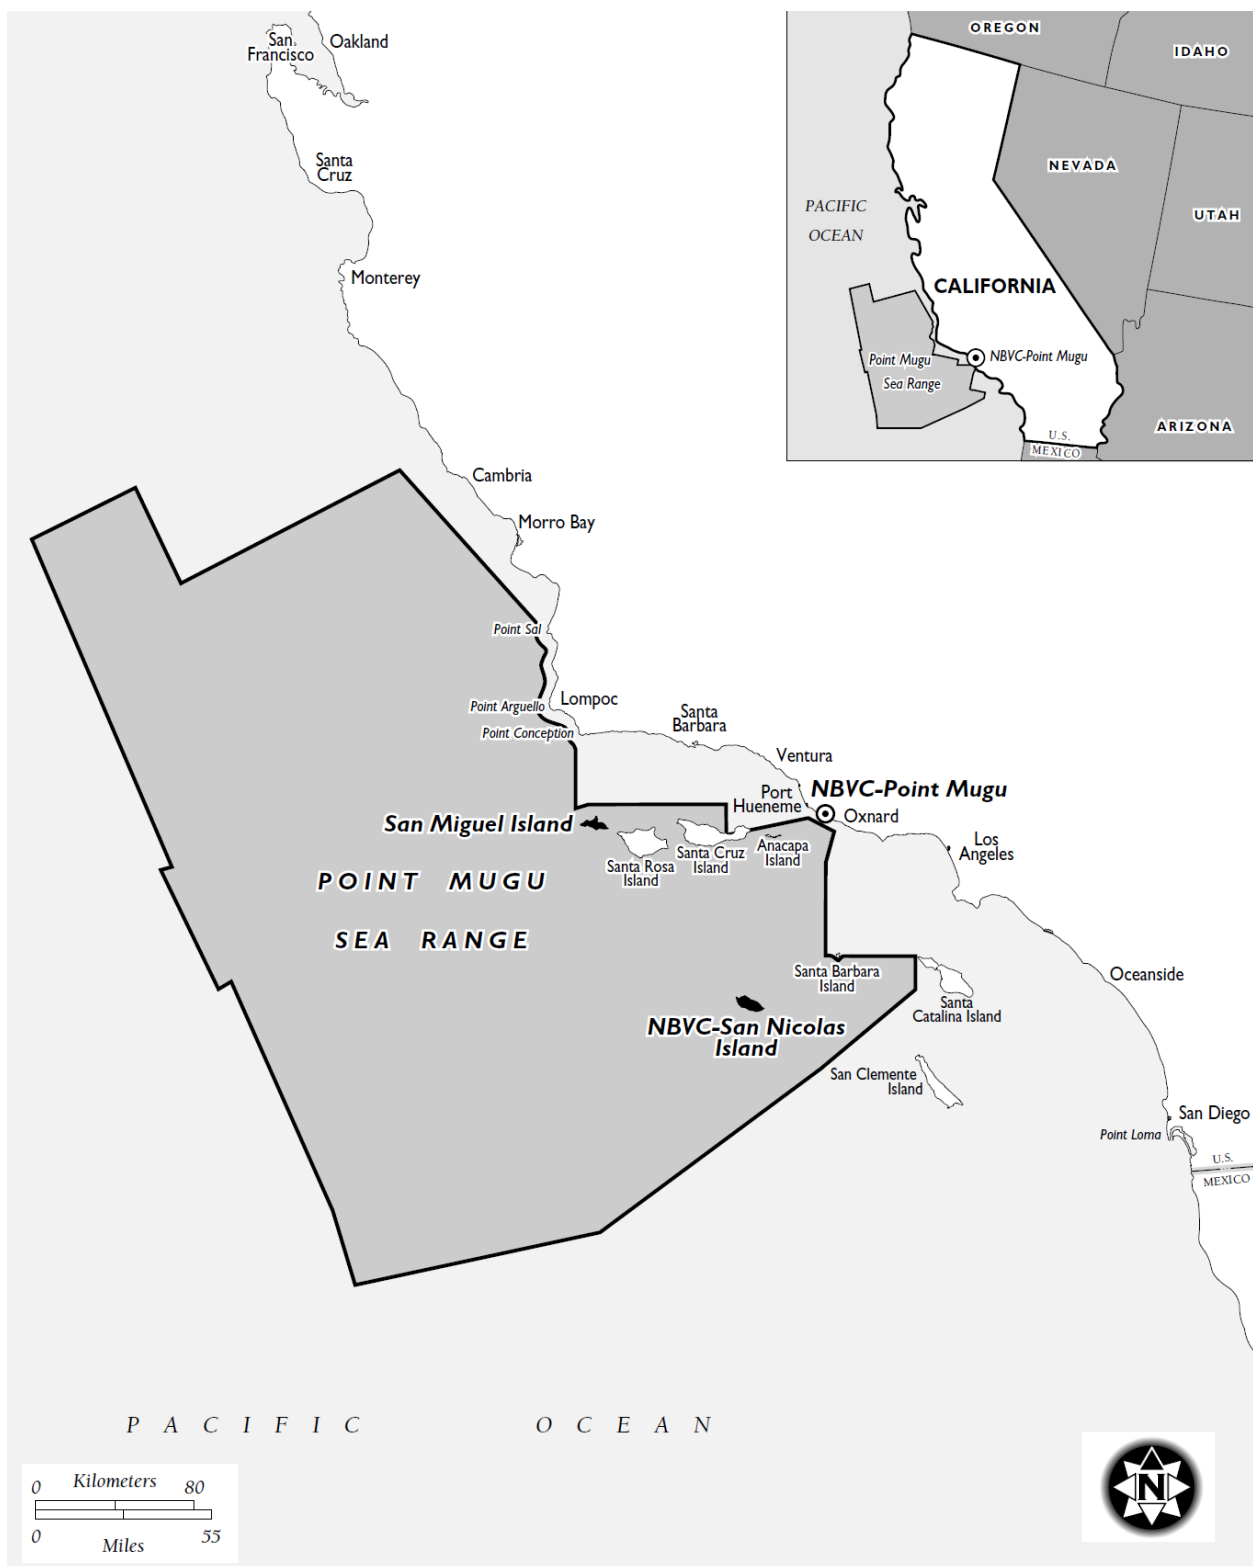 San
Francisco
Oakland
Santa
Cruz
Monterey
Cambria
Morro Bay
Point Sal
Point Arguello
Lompoc
Point Conception
Santa
Barbara
Ventura
Port
Hueneme
NBVC-Point Mugu
Oxnard
Los
Angeles
San Miguel Island
Santa Rosa
Island
Santa Cruz
Island
Anacapa
Island
POINT MUGU
SEA RANGE
Santa Barbara
Island
NBVC-San Nicolas
Island
Santa
Catalina Island
Oceanside
San Clemente
Island
San Diego
Point Loma
U.S.
MEXICO
PACIFIC OCEAN
0 Kilometers 80
0 Miles 55
N
OREGON
IDAHO
NEVADA
UTAH
PACIFIC
OCEAN
CALIFORNIA
Point Mugu
Sea Range
NBVC-Point Mugu
ARIZONA
U.S.
MEXICO